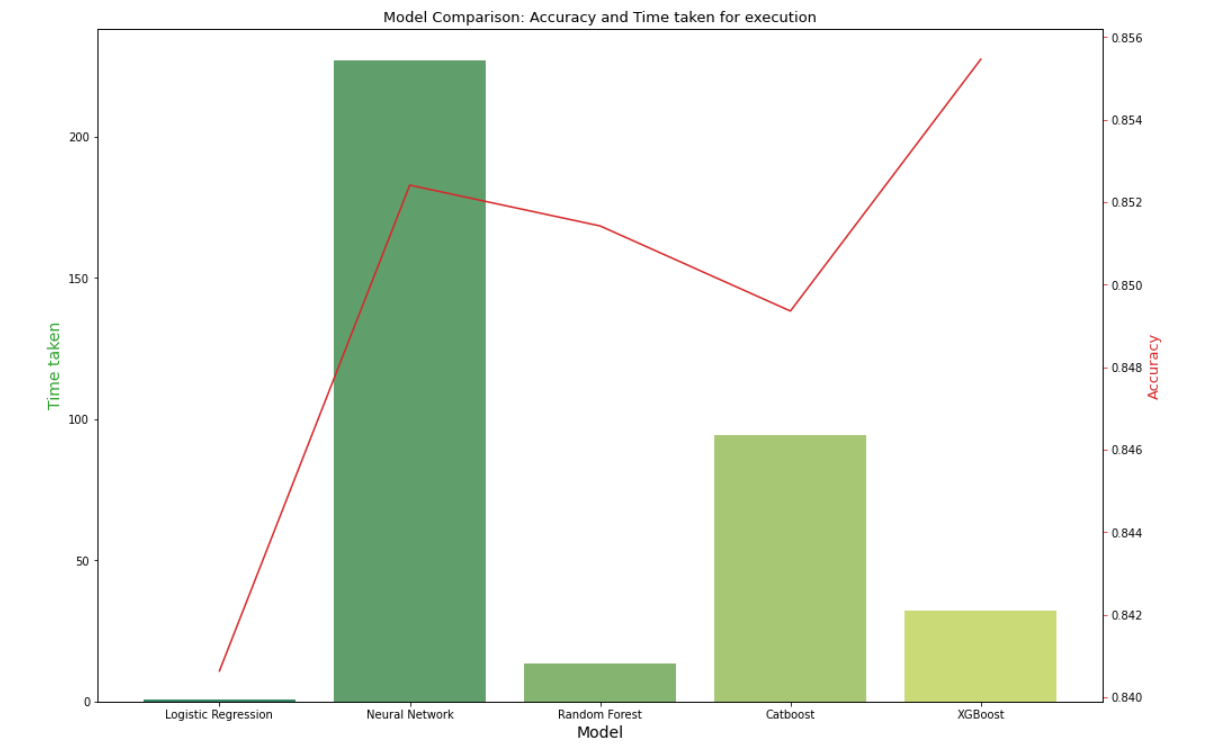 Model Comparison: Accuracy and Time taken for execution
200
150
100
50
0
Time taken
0.856
0.854
0.852
0.850
0.848
0.846
0.844
0.842
0.840
Accuracy
Logistic Regression Neural Network Random Forest Catboost XGBoost
Model